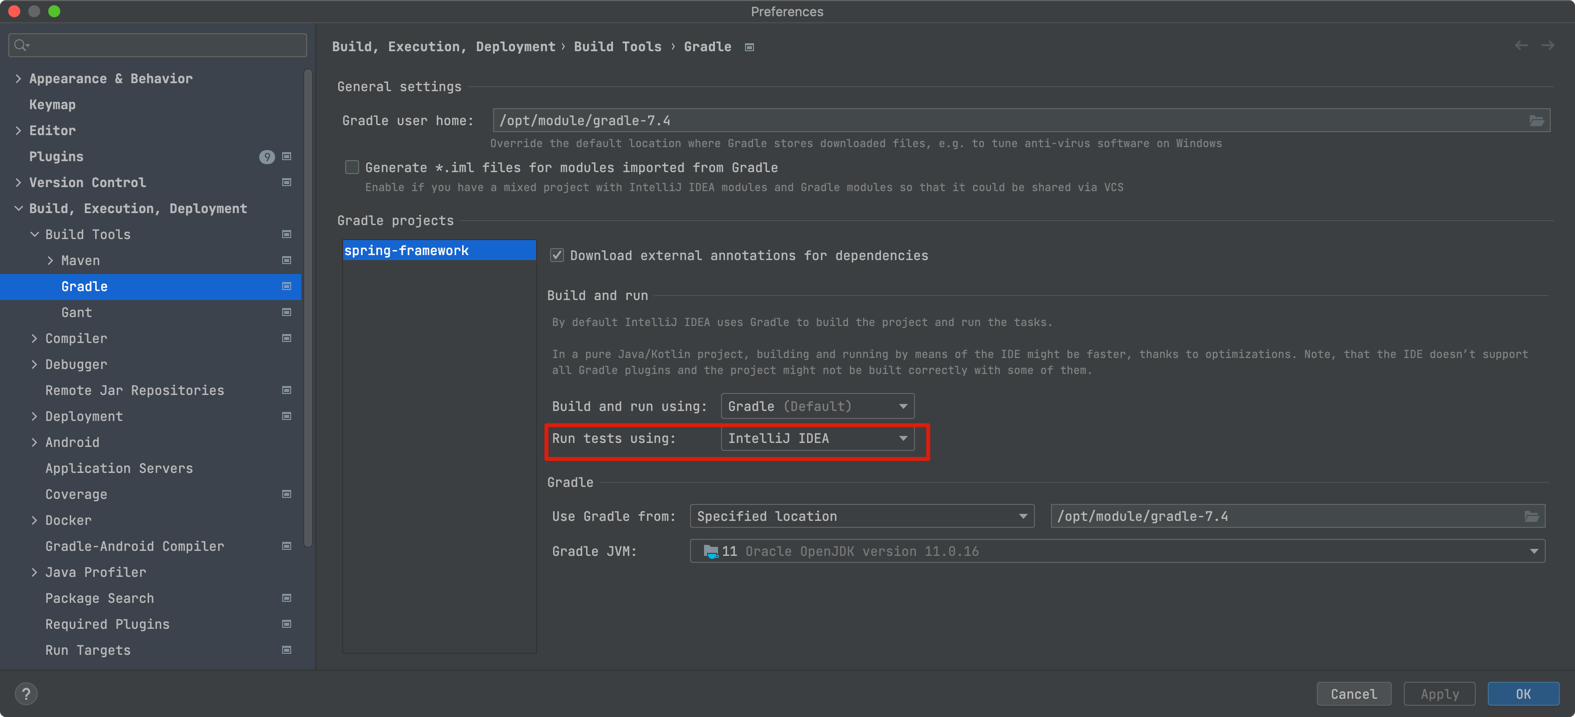 Preferences
Appearance & Behavior
Keymap
Editor
Plugins 9
Version Control
Build, Execution, Deployment
Build Tools
Maven
Gradle
Gant
Compiler
Debugger
Remote Jar Repositories
Deployment
Android
Application Servers
Coverage
Docker
Gradle-Android Compiler
Java Profiler
Package Search
Required Plugins
Run Targets
Build, Execution, Deployment › Build Tools › Gradle
General settings
Gradle user home: /opt/module/gradle-7.4
Override the default location where Gradle stores downloaded files, e.g. to tune anti-virus software on Windows
Generate *.iml files for modules imported from Gradle
Enable if you have a mixed project with IntelliJ IDEA modules and Gradle modules so that it could be shared via VCS
Gradle projects
spring-framework
Download external annotations for dependencies
Build and run
By default IntelliJ IDEA uses Gradle to build the project and run the tasks.
In a pure Java/Kotlin project, building and running by means of the IDE might be faster, thanks to optimizations. Note, that the IDE doesn't support
all Gradle plugins and the project might not be built correctly with some of them.
Build and run using: Gradle (Default)
Run tests using: IntelliJ IDEA
Gradle
Use Gradle from: Specified location /opt/module/gradle-7.4
Gradle JVM: 11 Oracle OpenJDK version 11.0.16
?
Cancel Apply OK